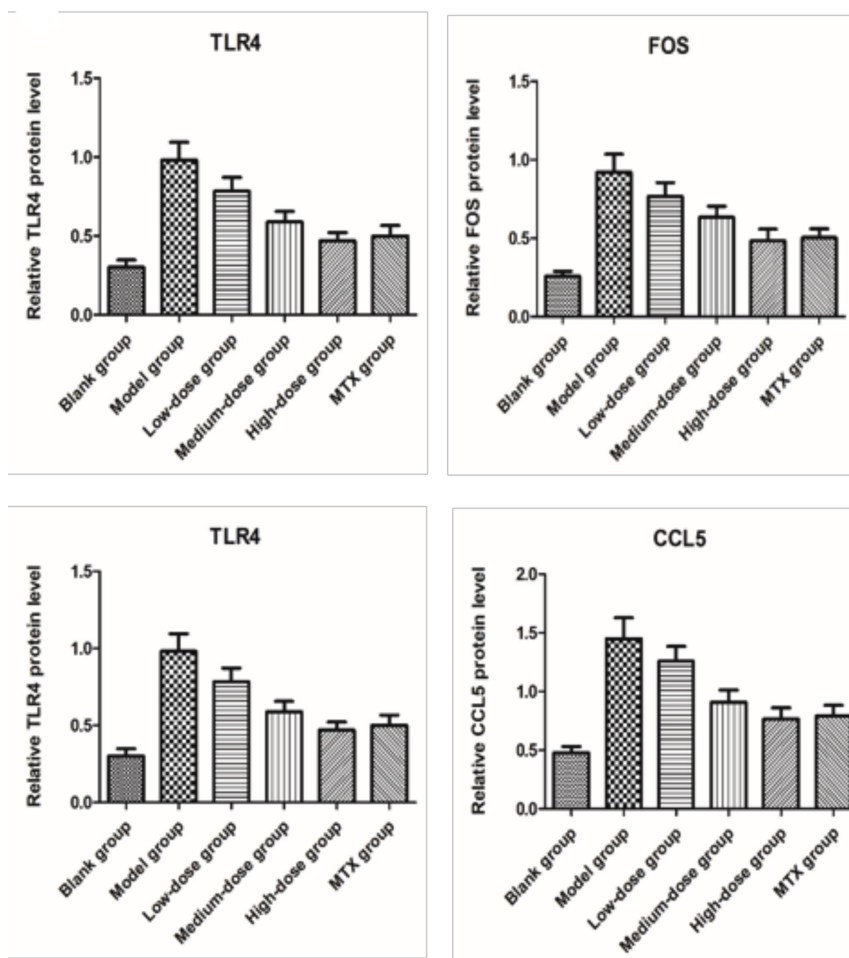 TLR4
Relative TLR4 protein level
1.5
1.0
0.5
0.0
Blank group
Model group
Low-dose group
Medium-dose group
High-dose group
MTX group
FOS
Relative FOS protein level
1.5
1.0
0.5
0.0
Blank group
Model group
Low-dose group
Medium-dose group
High-dose group
MTX group
TLR4
Relative TLR4 protein level
1.5
1.0
0.5
0.0
Blank group
Model group
Low-dose group
Medium-dose group
High-dose group
MTX group
CCL5
Relative CCL5 protein level
2.0
1.5
1.0
0.5
0.0
Blank group
Model group
Low-dose group
Medium-dose group
High-dose group
MTX group